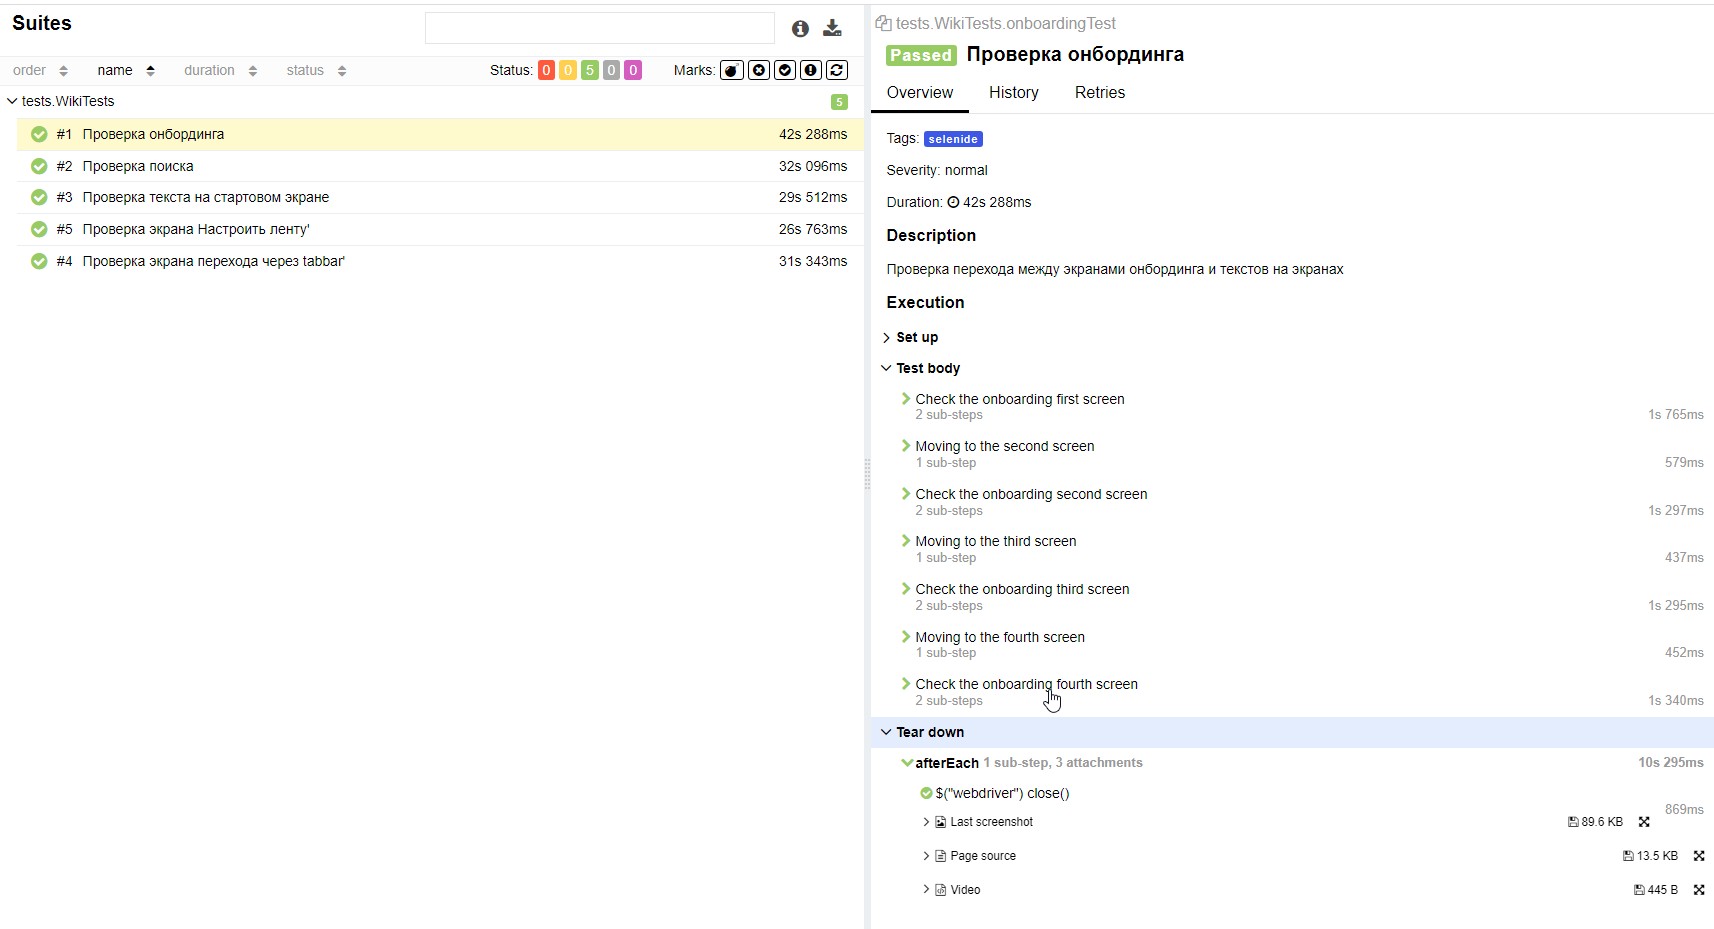 Suites
order name duration status Status: 0 0 5 0 0 Marks:
tests.WikiTests 5
#1 Проверка онбординга 42s 288ms
#2 Проверка поиска 32s 096ms
#3 Проверка текста на стартовом экране 29s 512ms
#5 Проверка экрана Настроить ленту' 26s 763ms
#4 Проверка экрана перехода через tabbar' 31s 343ms
tests.WikiTests.onboardingTest
Passed Проверка онбординга
Overview History Retries
Tags: selenide
Severity: normal
Duration: 42s 288ms
Description
Проверка перехода между экранами онбординга и текстов на экранах
Execution
Set up
Test body
Check the onboarding first screen
2 sub-steps 1s 765ms
Moving to the second screen
1 sub-step 579ms
Check the onboarding second screen
2 sub-steps 1s 297ms
Moving to the third screen
1 sub-step 437ms
Check the onboarding third screen
2 sub-steps 1s 295ms
Moving to the fourth screen
1 sub-step 452ms
Check the onboarding fourth screen
2 sub-steps 1s 340ms
Tear down
afterEach 1 sub-step, 3 attachments 10s 295ms
$("webdriver") close()
869ms
Last screenshot 89.6 KB
Page source 13.5 KB
Video 445 B